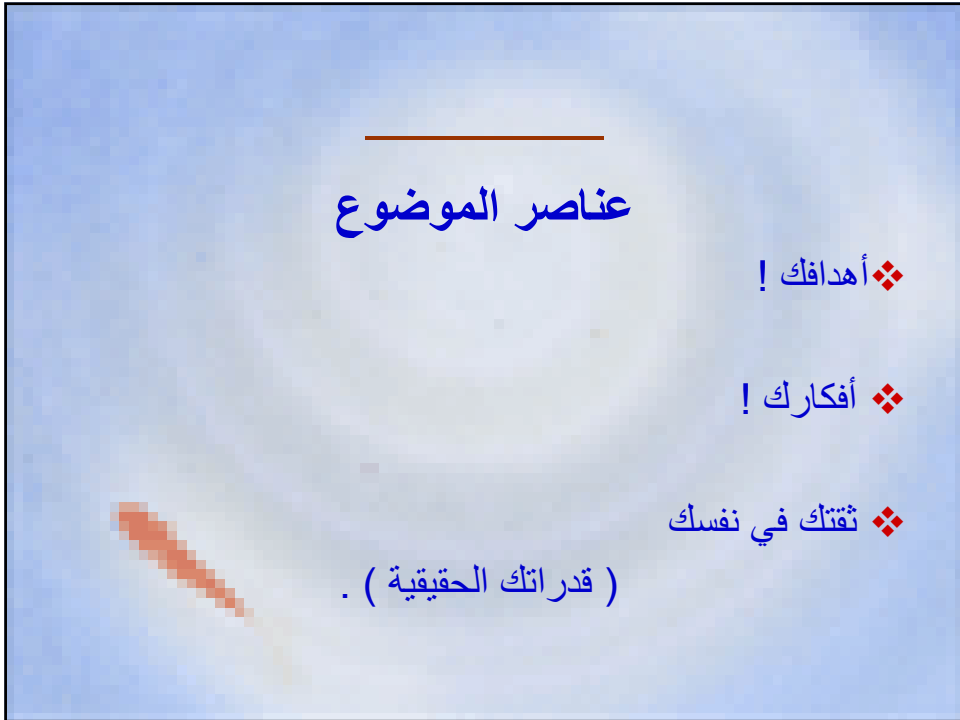 عناصر الموضوع
❖أهدافك !
❖ أفكارك !
❖ ثقتك في نفسك
( قدراتك الحقيقية ) .